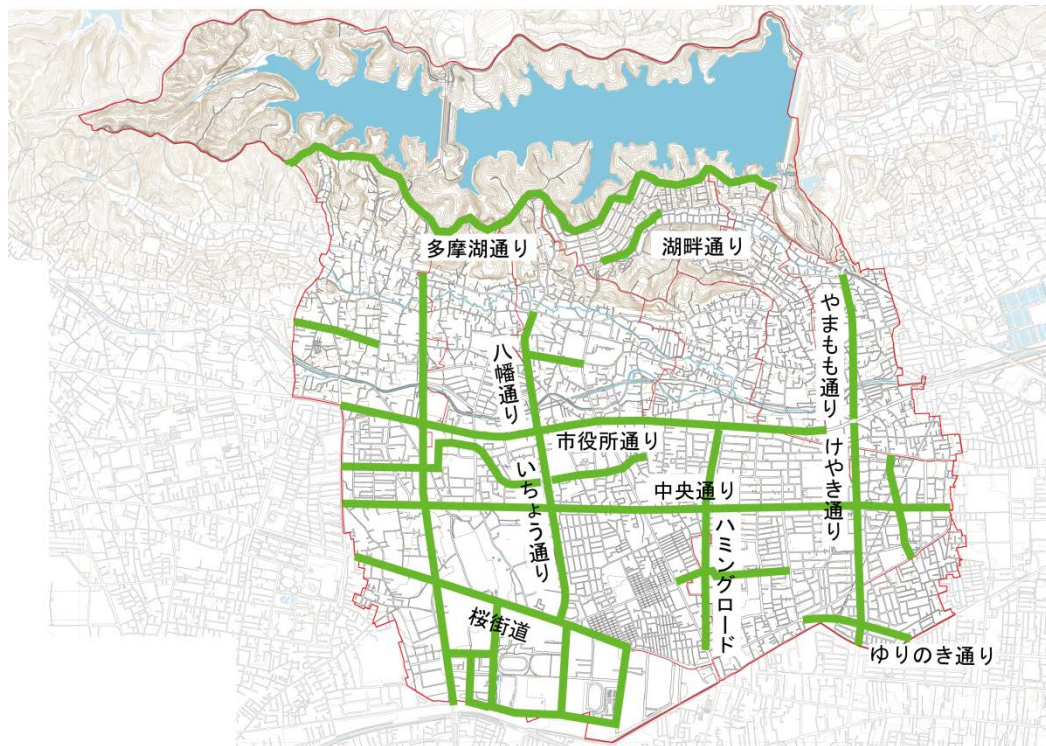 多摩湖通り
湖畔通り
やまもも通り
八幡通り
市役所通り
けやき通り
いちょう通り
中央通り
ハミングロード
桜街道
ゆりのき通り